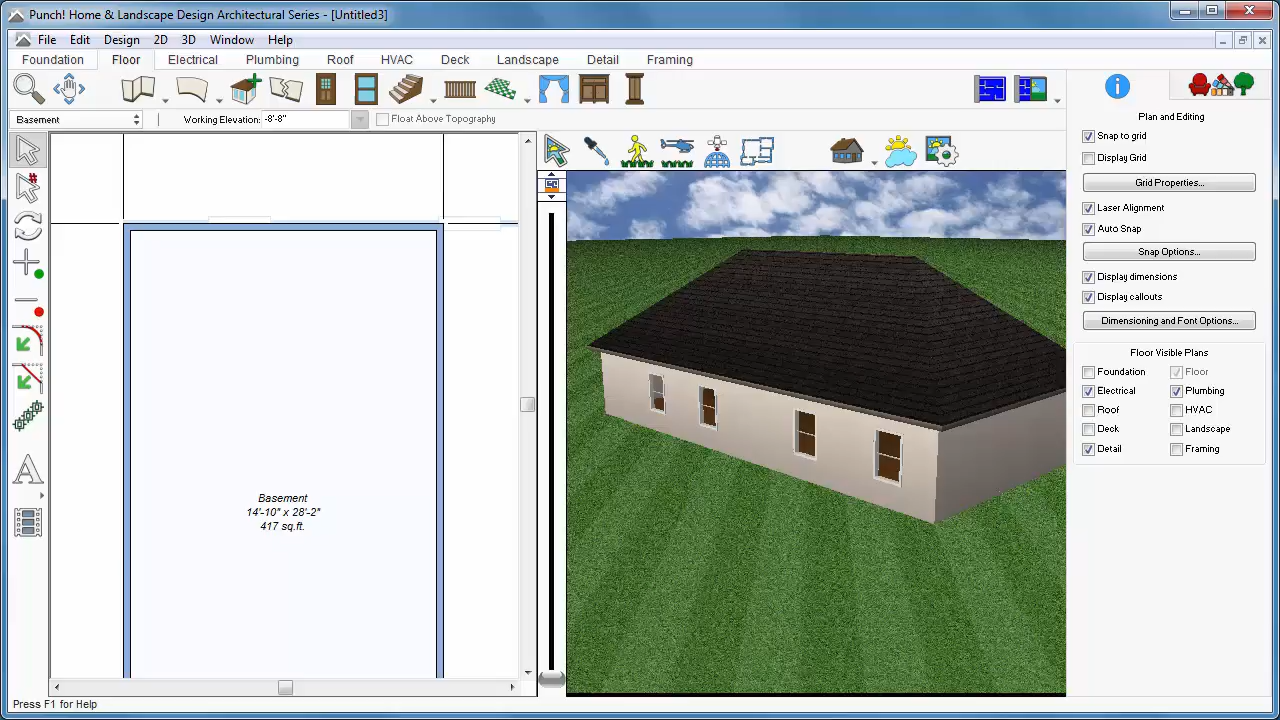 Punch! Home & Landscape Design Architectural Series - [Untitled3]
File Edit Design 2D 3D Window Help
Foundation Floor Electrical Plumbing Roof HVAC Deck Landscape Detail Framing
Basement Working Elevation: -8'-8" Float Above Topography
Plan and Editing
Snap to grid
Display Grid
Grid Properties...
Laser Alignment
Auto Snap
Snap Options...
Display dimensions
Display callouts
Dimensioning and Font Options...
Floor Visible Plans
Foundation Floor
Electrical Plumbing
Roof HVAC
Deck Landscape
Detail Framing
Basement
14'-10" x 28'-2"
417 sq.ft.
Press F1 for Help